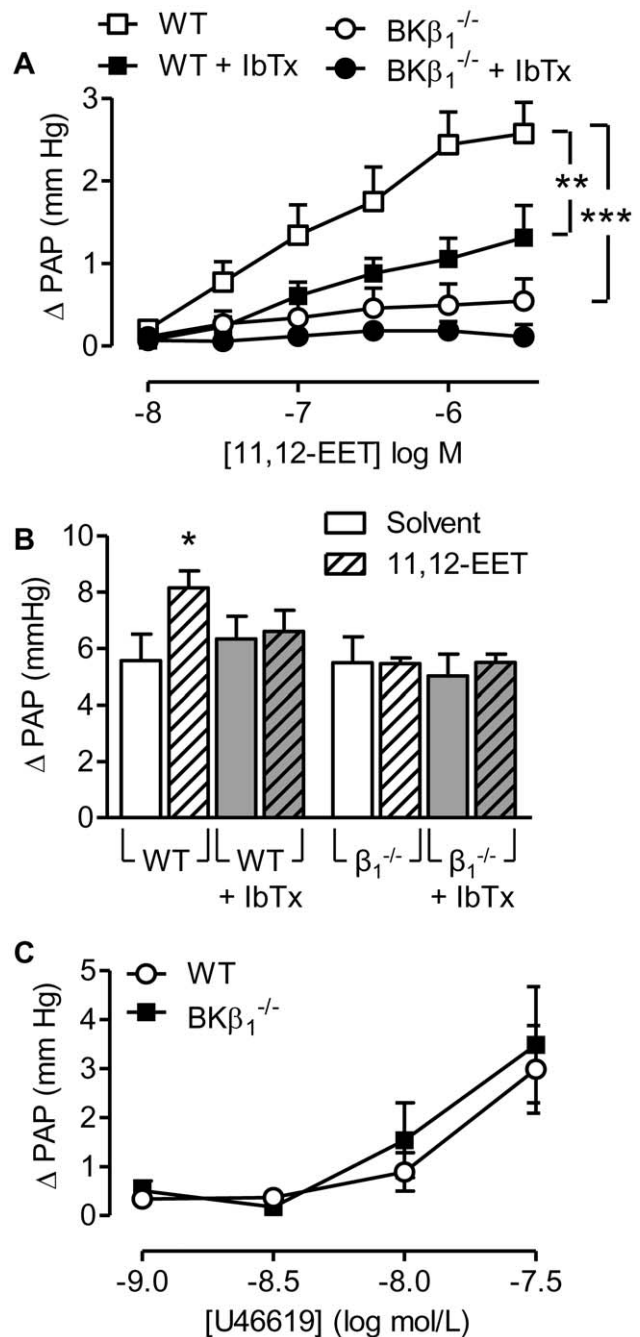 WT
BKβ₁⁻/⁻
A
WT + IbTx
BKβ₁⁻/⁻ + IbTx
3
2
1
0
Δ PAP (mm Hg)
**
***
-8
-7
-6
[11,12-EET] log M
B
Solvent
11,12-EET
10
8
6
4
2
0
Δ PAP (mmHg)
*
WT
WT
+ IbTx
β₁⁻/⁻
β₁⁻/⁻
+ IbTx
C
WT
BKβ₁⁻/⁻
5
4
3
2
1
0
Δ PAP (mm Hg)
-9.0
-8.5
-8.0
-7.5
[U46619] (log mol/L)